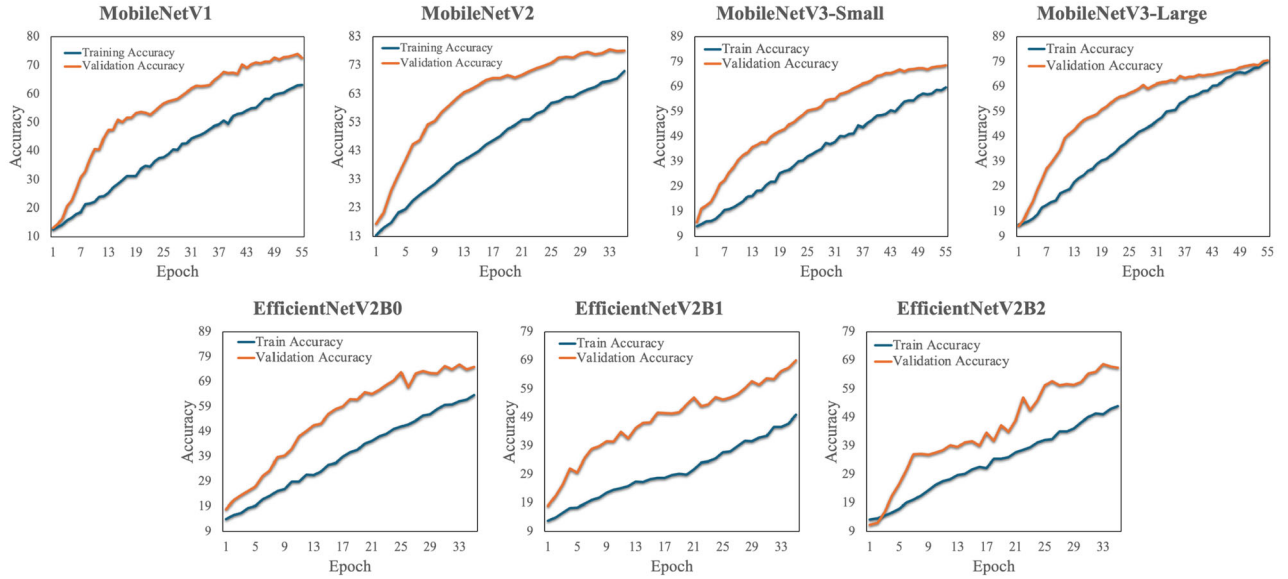 MobileNetV1
80
70
60
50
40
30
20
10
Accuracy
Training Accuracy
Validation Accuracy
1 7 13 19 25 31 37 43 49 55
Epoch
MobileNetV2
83
73
63
53
43
33
23
13
Accuracy
Training Accuracy
Validation Accuracy
1 5 9 13 17 21 25 29 33
Epoch
MobileNetV3-Small
89
79
69
59
49
39
29
19
9
Accuracy
Train Accuracy
Validation Accuracy
1 7 13 19 25 31 37 43 49 55
Epoch
MobileNetV3-Large
89
79
69
59
49
39
29
19
9
Accuracy
Train Accuracy
Validation Accuracy
1 7 13 19 25 31 37 43 49 55
Epoch
EfficientNetV2B0
89
79
69
59
49
39
29
19
9
Accuracy
Train Accuracy
Validation Accuracy
1 5 9 13 17 21 25 29 33
Epoch
EfficientNetV2B1
79
69
59
49
39
29
19
9
Accuracy
Train Accuracy
Validation Accuracy
1 5 9 13 17 21 25 29 33
Epoch
EfficientNetV2B2
79
69
59
49
39
29
19
9
Accuracy
Train Accuracy
Validation Accuracy
1 5 9 13 17 21 25 29 33
Epoch